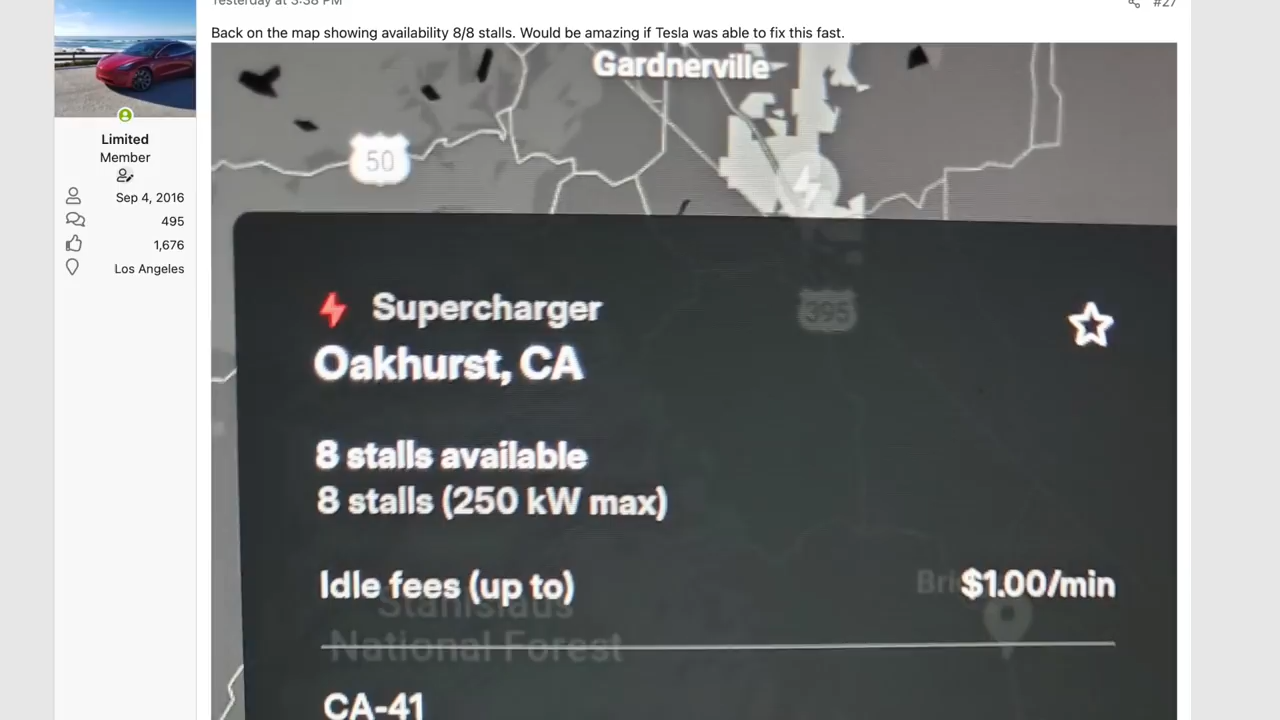 Yesterday at 3:38 PM
#27
Back on the map showing availability 8/8 stalls. Would be amazing if Tesla was able to fix this fast.
Limited
Member
Sep 4, 2016
495
1,676
Los Angeles
Gardnerville
50
395
Supercharger
Oakhurst, CA
8 stalls available
8 stalls (250 kW max)
Idle fees (up to)
$1.00/min
Stanislaus
National Forest
CA-41